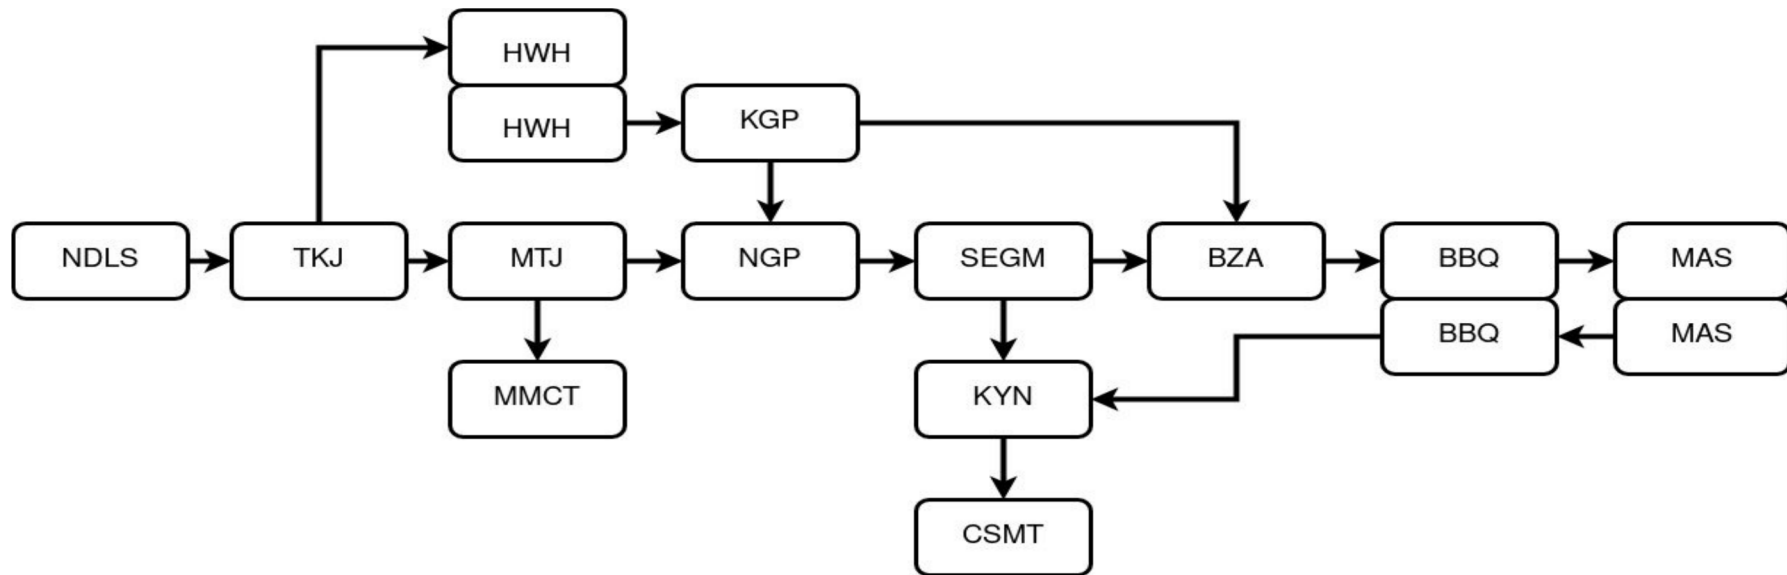 HWH
HWH
KGP
NDLS
TKJ
MTJ
NGP
SEGM
BZA
BBQ
MAS
BBQ
MAS
MMCT
KYN
CSMT